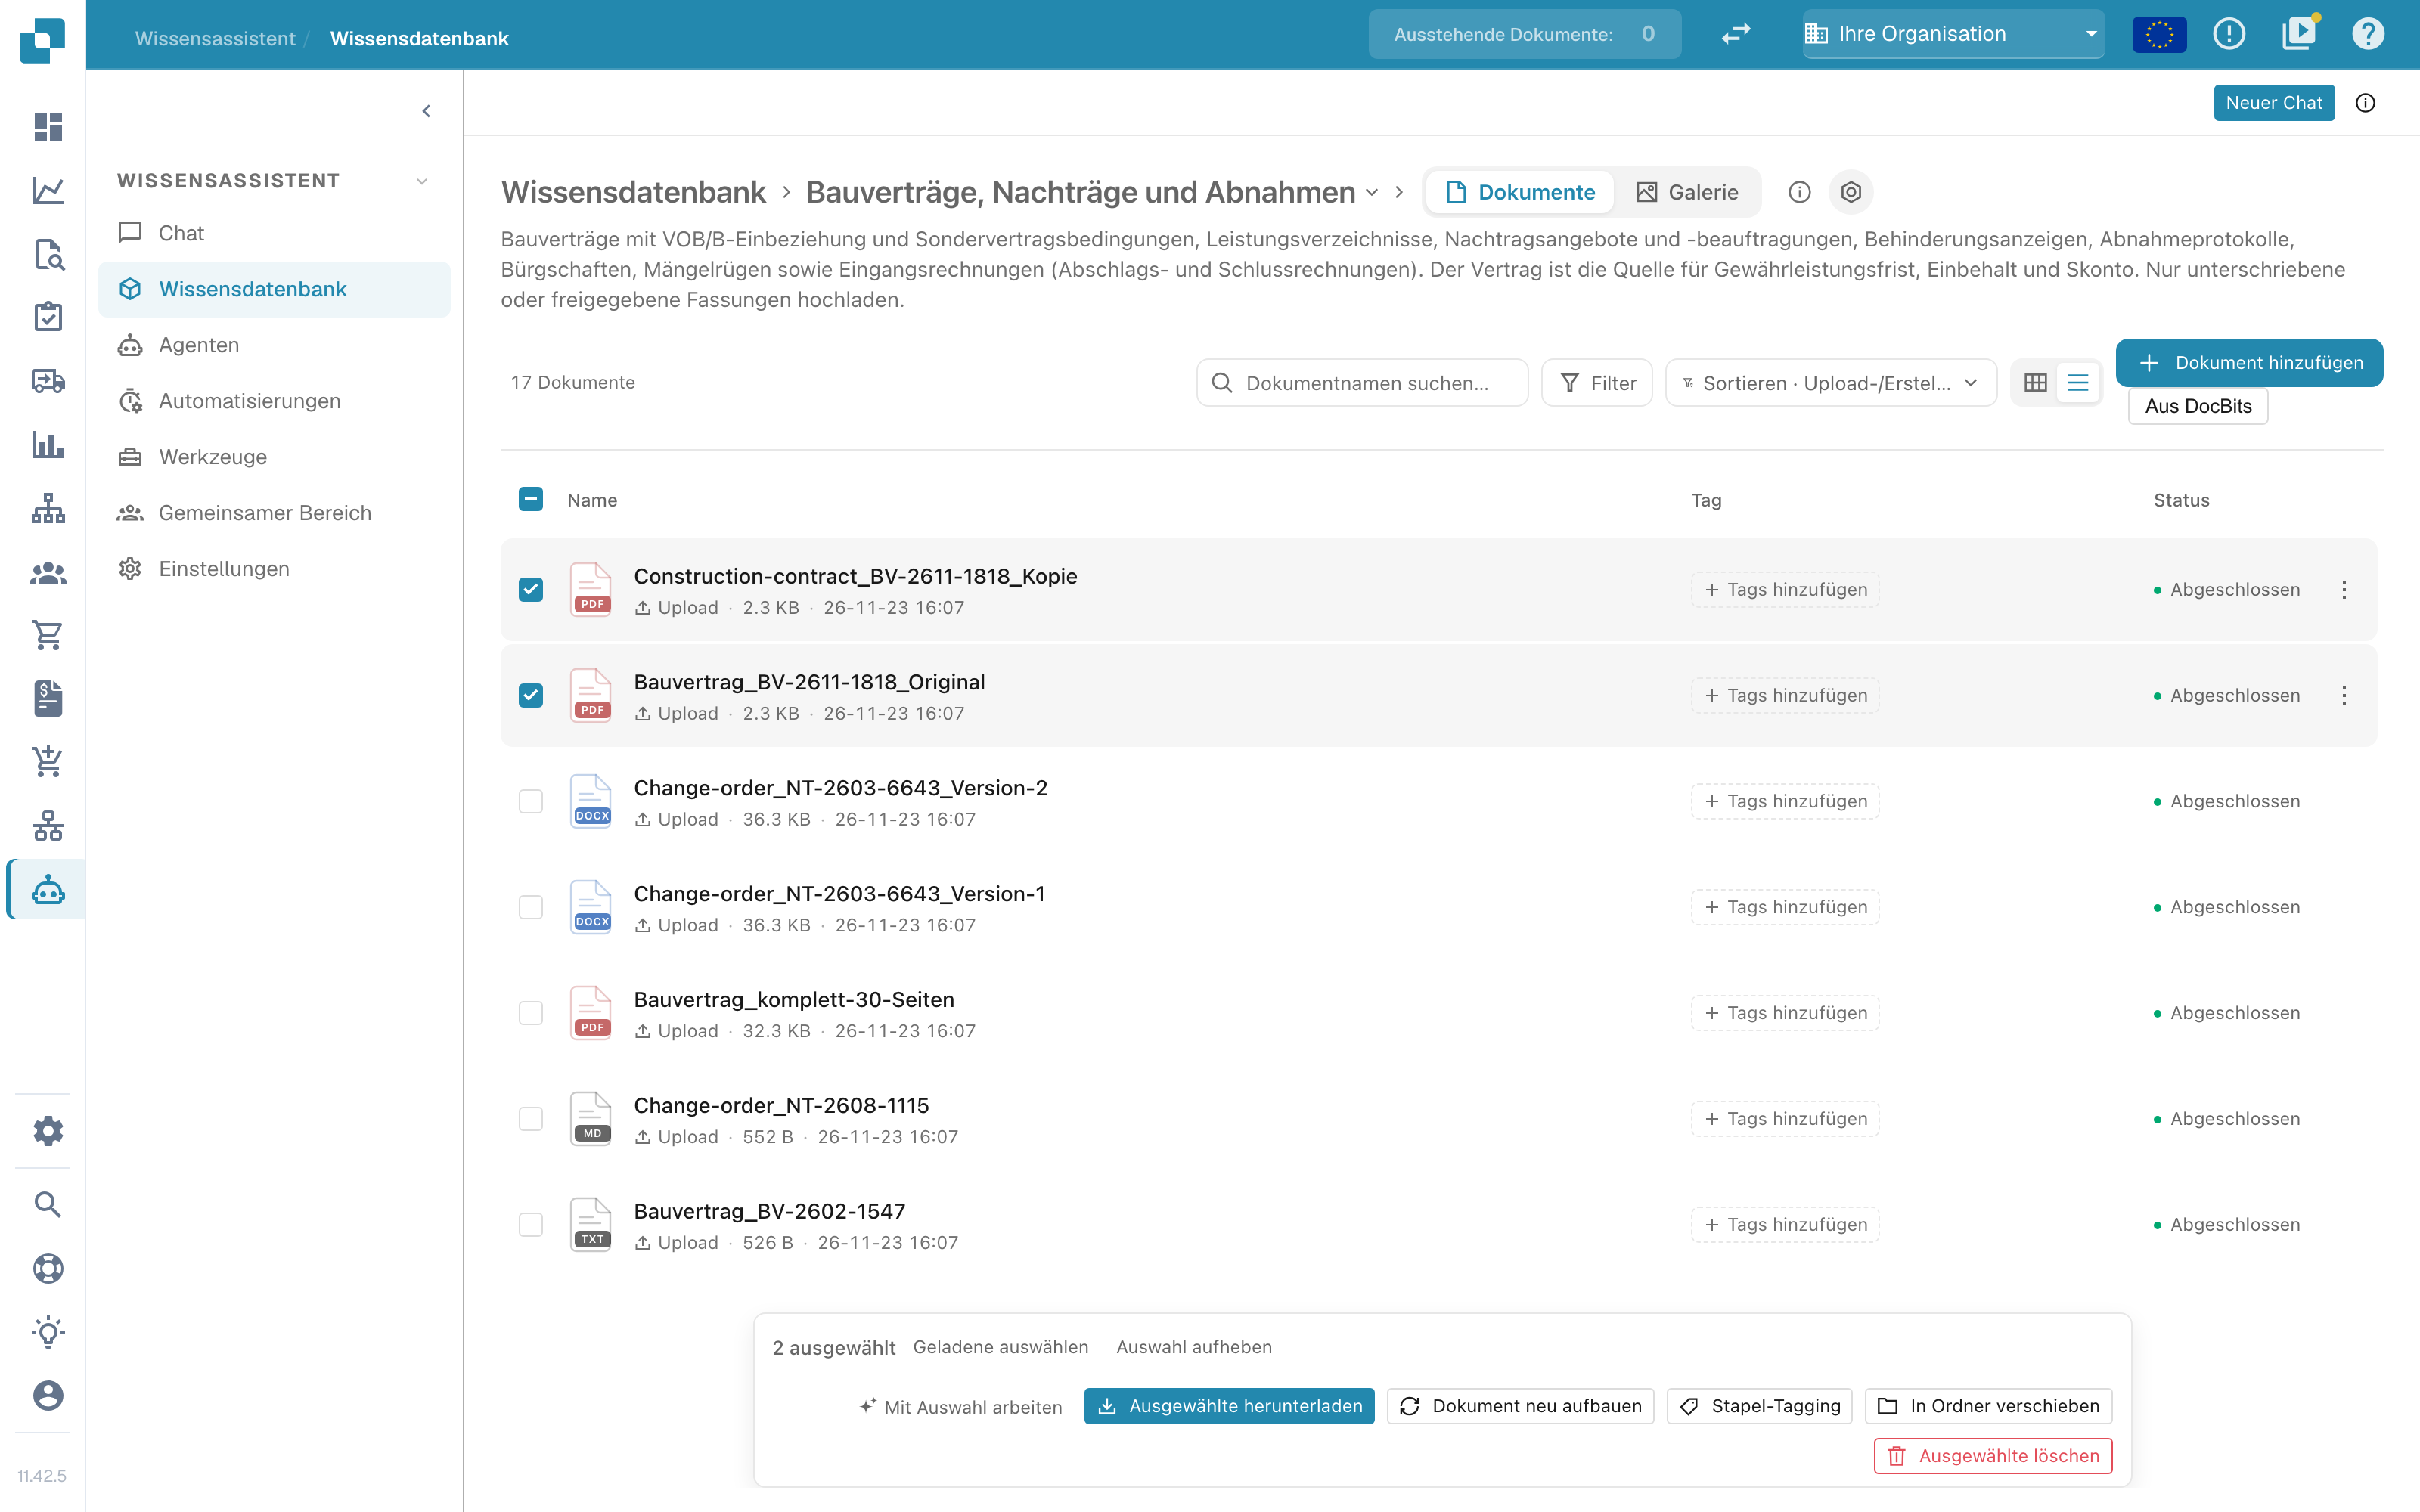 Wissensassistent / Wissensdatenbank
Ausstehende Dokumente: 0
Ihre Organisation
Neuer Chat
WISSENSASSISTENT
Chat
Wissensdatenbank
Agenten
Automatisierungen
Werkzeuge
Gemeinsamer Bereich
Einstellungen
11.42.5
Wissensdatenbank > Bauverträge, Nachträge und Abnahmen >
Dokumente
Galerie
Bauverträge mit VOB/B-Einbeziehung und Sondervertragsbedingungen, Leistungsverzeichnisse, Nachtragsangebote und -beauftragungen, Behinderungsanzeigen, Abnahmeprotokolle,
Bürgschaften, Mängelrügen sowie Eingangsrechnungen (Abschlags- und Schlussrechnungen). Der Vertrag ist die Quelle für Gewährleistungsfrist, Einbehalt und Skonto. Nur unterschriebene
oder freigegebene Fassungen hochladen.
17 Dokumente
Dokumentnamen suchen...
Filter
Sortieren · Upload-/Erstel...
Dokument hinzufügen
Aus DocBits
Name Tag Status
PDF
Construction-contract_BV-2611-1818_Kopie
Upload · 2.3 KB · 26-11-23 16:07
+ Tags hinzufügen
Abgeschlossen
PDF
Bauvertrag_BV-2611-1818_Original
Upload · 2.3 KB · 26-11-23 16:07
+ Tags hinzufügen
Abgeschlossen
DOCX
Change-order_NT-2603-6643_Version-2
Upload · 36.3 KB · 26-11-23 16:07
+ Tags hinzufügen
Abgeschlossen
DOCX
Change-order_NT-2603-6643_Version-1
Upload · 36.3 KB · 26-11-23 16:07
+ Tags hinzufügen
Abgeschlossen
PDF
Bauvertrag_komplett-30-Seiten
Upload · 32.3 KB · 26-11-23 16:07
+ Tags hinzufügen
Abgeschlossen
MD
Change-order_NT-2608-1115
Upload · 552 B · 26-11-23 16:07
+ Tags hinzufügen
Abgeschlossen
TXT
Bauvertrag_BV-2602-1547
Upload · 526 B · 26-11-23 16:07
+ Tags hinzufügen
Abgeschlossen
2 ausgewählt Geladene auswählen Auswahl aufheben
Mit Auswahl arbeiten
Ausgewählte herunterladen
Dokument neu aufbauen
Stapel-Tagging
In Ordner verschieben
Ausgewählte löschen